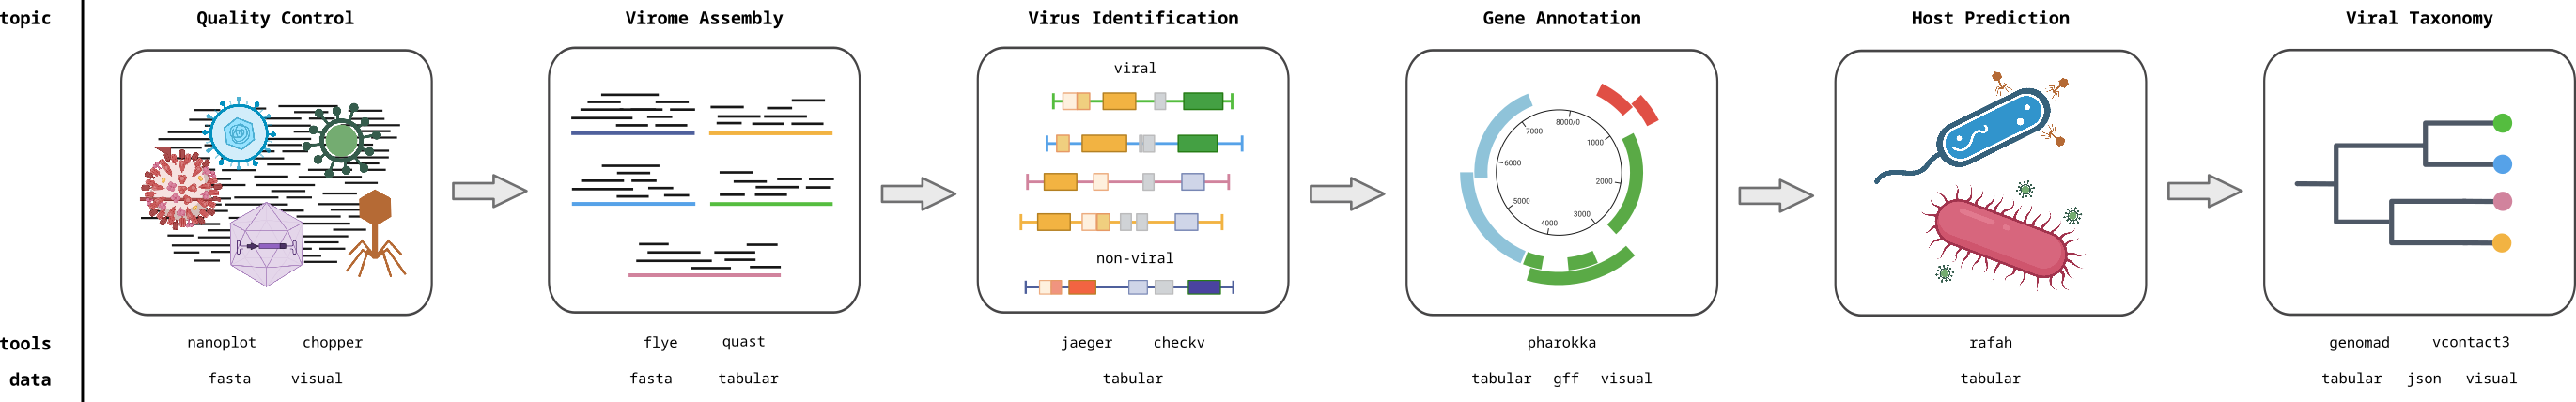 topic Quality Control Virome Assembly Virus Identification Gene Annotation Host Prediction Viral Taxonomy
viral
non-viral
8000/0
1000
2000
3000
4000
5000
6000
7000
tools nanoplot chopper flye quast jaeger checkv pharokka rafah genomad vcontact3
data fasta visual fasta tabular tabular tabular gff visual tabular tabular json visual